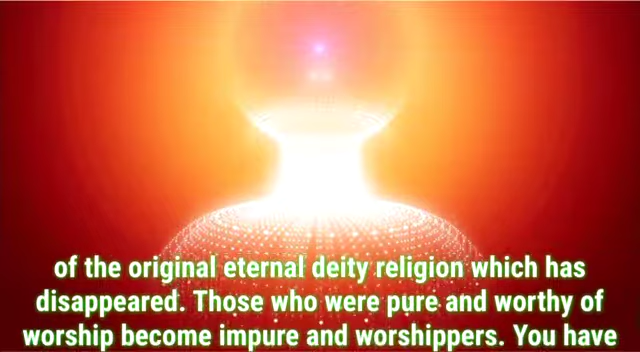 of the original eternal deity religion which has
disappeared. Those who were pure and worthy of
worship become impure and worshippers. You have